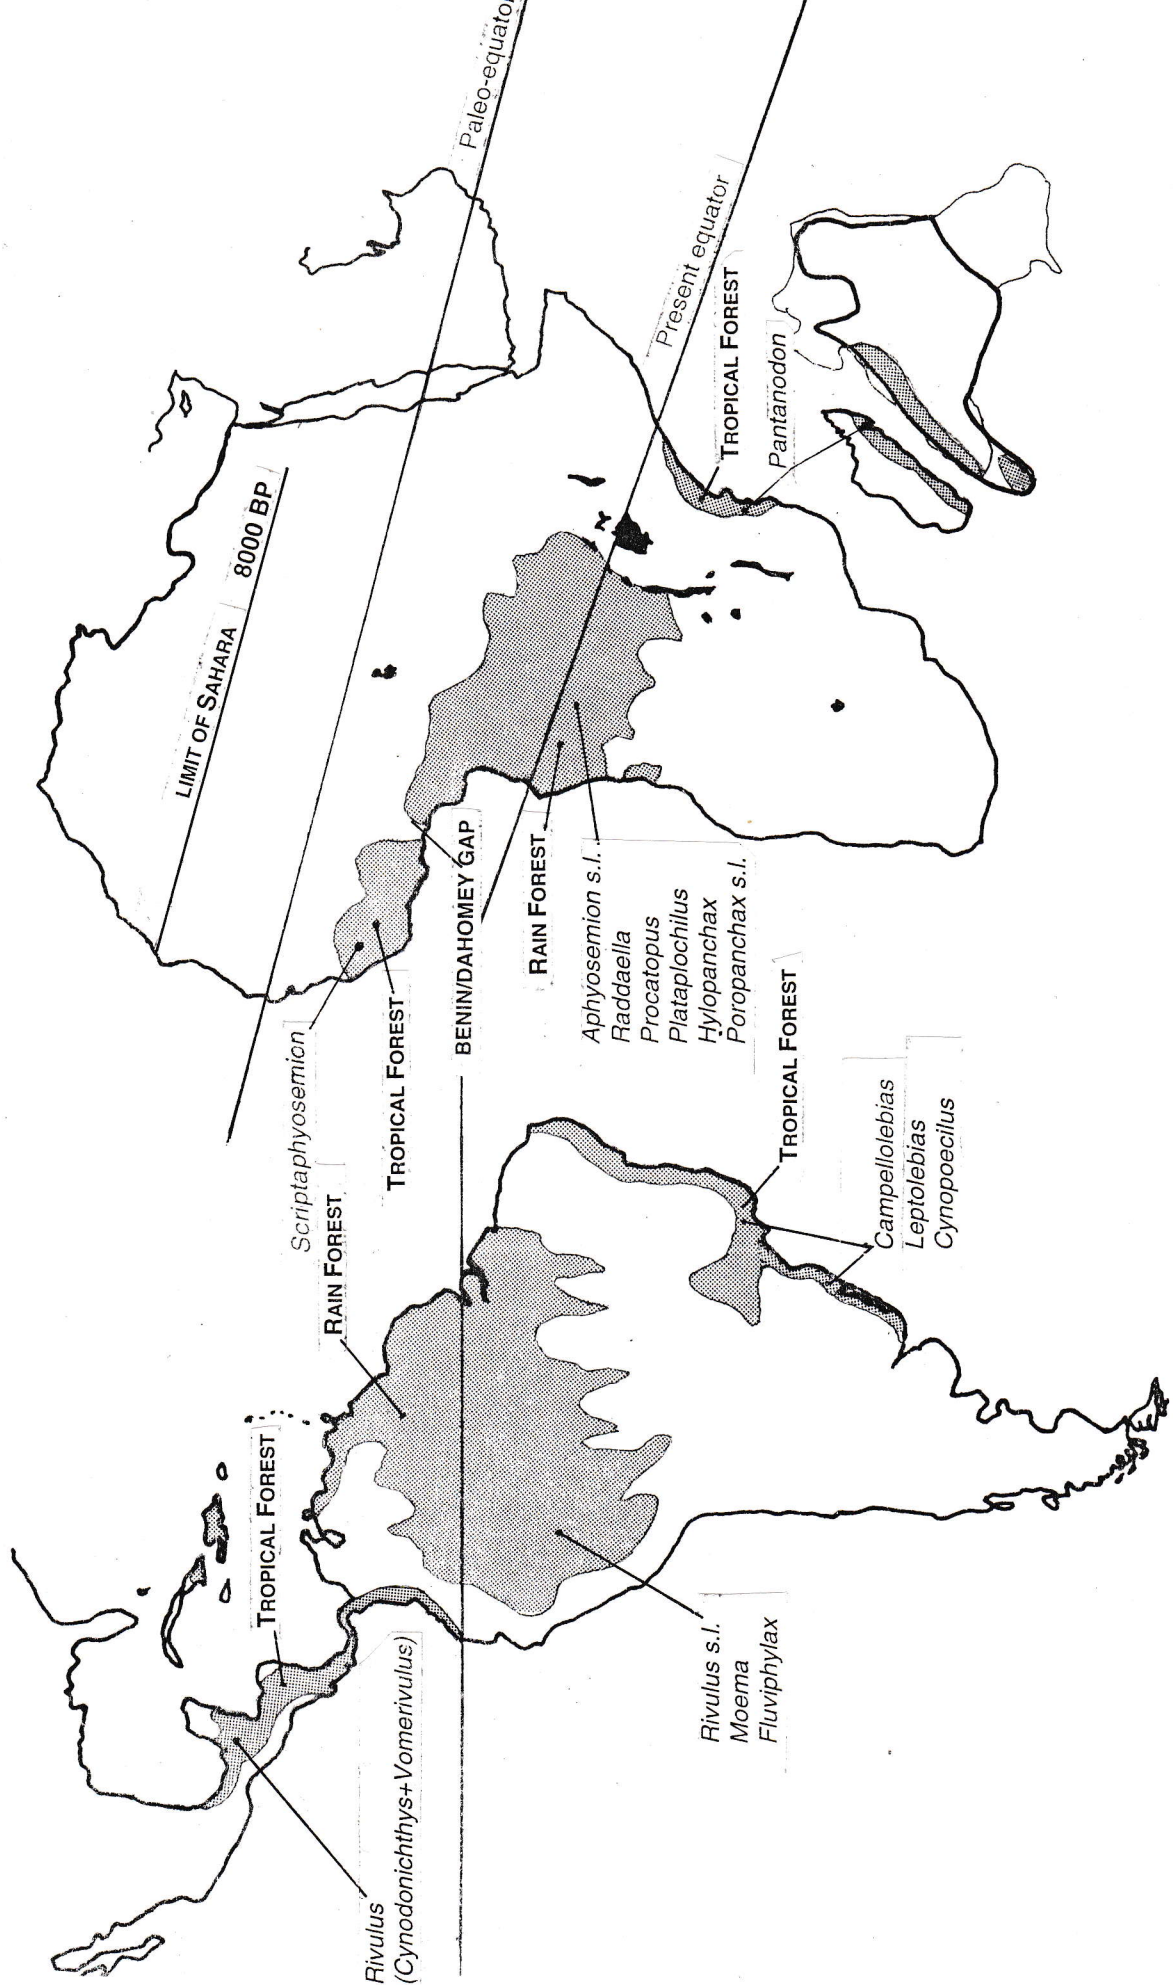 Rivulus
(Cynodonichthys+Vomerivulus)
TROPICAL FOREST
RAIN FOREST
Rivulus s.l.
Moema
Fluviphylax
Campellolebias
Leptolebias
Cynopoecilus
TROPICAL FOREST
Scriptaphyosemion
TROPICAL FOREST
BENIN/DAHOMEY GAP
RAIN FOREST
Aphyosemion s.l.
Raddaella
Procatopus
Plataplochilus
Hylopanchax
Poropanchax s.l.
LIMIT OF SAHARA 8000 BP
Paleo-equator
Present equator
TROPICAL FOREST
Pantanodon